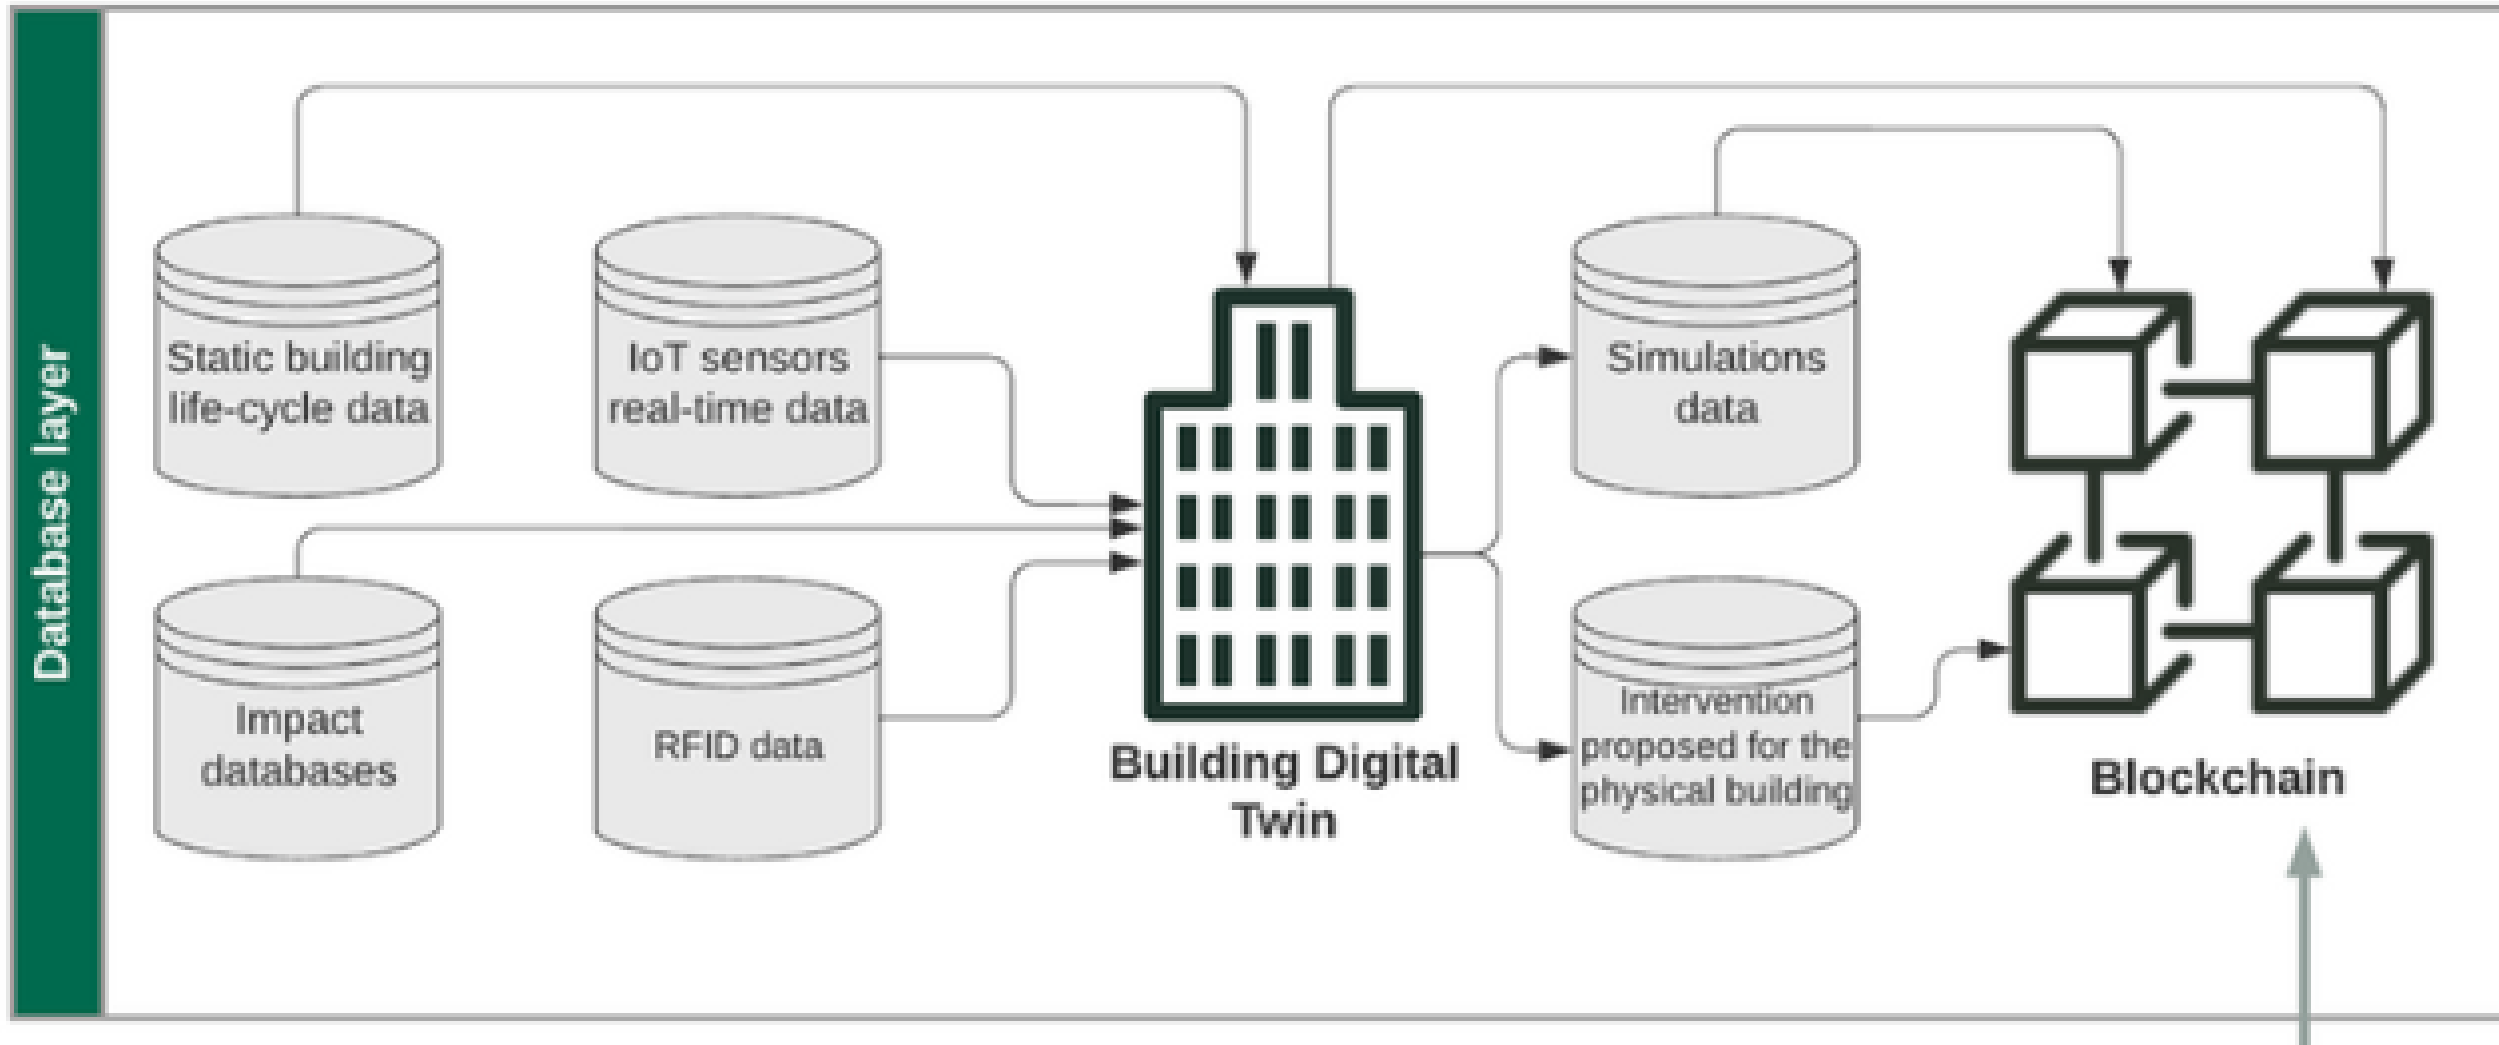 Database layer
Static building
life-cycle data
IoT sensors
real-time data
Impact
databases
RFID data
Building Digital
Twin
Simulations
data
Intervention
proposed for the
physical building
Blockchain